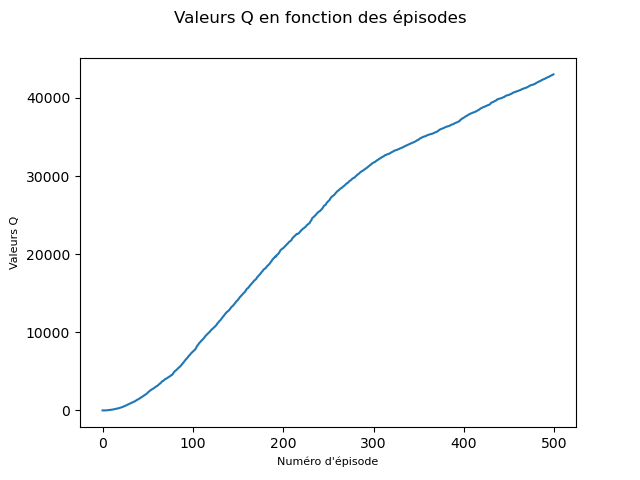 Valeurs Q en fonction des épisodes
40000
30000
20000
10000
0
Valeurs Q
0 100 200 300 400 500
Numéro d'épisode